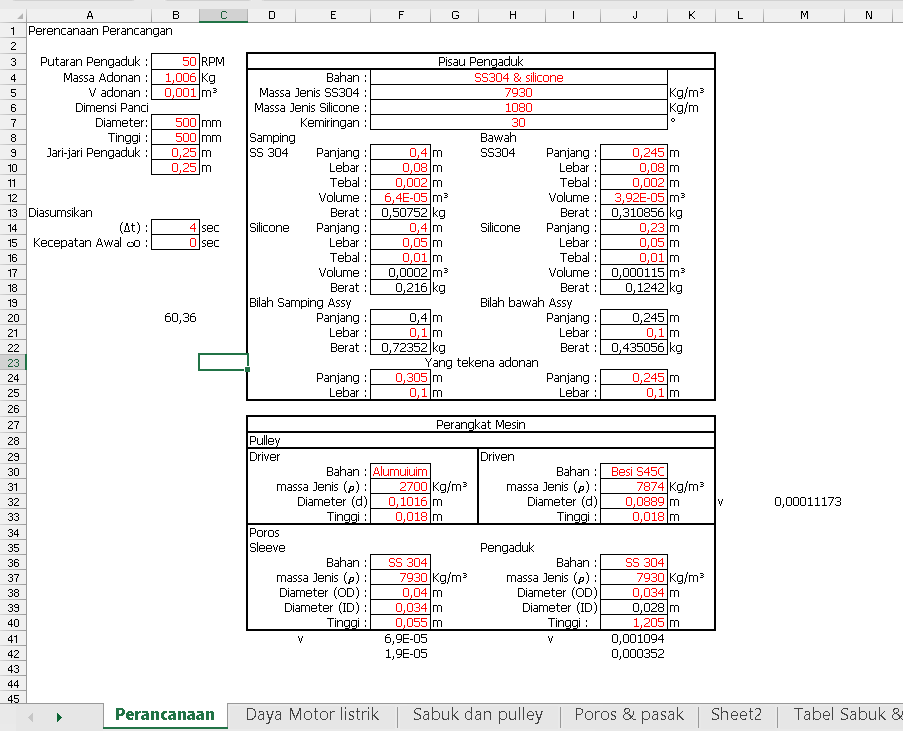 A B C D E F G H I J K L M N
1 Perencanaan Perancangan
2
3 Putaran Pengaduk : 50 RPM Pisau Pengaduk
4 Massa Adonan : 1,006 Kg Bahan : SS304 & silicone
5 V adonan : 0,001 m³ Massa Jenis SS304 : 7930 Kg/m³
6 Dimensi Panci Massa Jenis Silicone : 1080 Kg/m
7 Diameter: 500 mm Kemiringan : 30 °
8 Tinggi : 500 mm Samping Bawah
9 Jari-jari Pengaduk : 0,25 m SS 304 Panjang : 0,4 m SS304 Panjang : 0,245 m
10 0,25 m Lebar : 0,08 m Lebar : 0,08 m
11 Tebal : 0,002 m Tebal : 0,002 m
12 Volume : 6,4E-05 m³ Volume : 3,92E-05 m³
13 Diasumsikan Berat : 0,50752 kg Berat : 0,310856 kg
14 (Δt) : 4 sec Silicone Panjang : 0,4 m Silicone Panjang : 0,23 m
15 Kecepatan Awal ωo : 0 sec Lebar : 0,05 m Lebar : 0,05 m
16 Tebal : 0,01 m Tebal : 0,01 m
17 Volume : 0,0002 m³ Volume : 0,000115 m³
18 Berat : 0,216 kg Berat : 0,1242 kg
19 Bilah Samping Assy Bilah bawah Assy
20 60,36 Panjang : 0,4 m Panjang : 0,245 m
21 Lebar : 0,1 m Lebar : 0,1 m
22 Berat : 0,72352 kg Berat : 0,435056 kg
23 Yang tekena adonan
24 Panjang : 0,305 m Panjang : 0,245 m
25 Lebar : 0,1 m Lebar : 0,1 m
26
27 Perangkat Mesin
28 Pulley
29 Driver Driven
30 Bahan : Alumuiuim Bahan : Besi S45C
31 massa Jenis (ρ) : 2700 Kg/m³ massa Jenis (ρ) : 7874 Kg/m³
32 Diameter (d) : 0,1016 m Diameter (d) : 0,0889 m v 0,00011173
33 Tinggi : 0,018 m Tinggi : 0,018 m
34 Poros
35 Sleeve Pengaduk
36 Bahan : SS 304 Bahan : SS 304
37 massa Jenis (ρ) : 7930 Kg/m³ massa Jenis (ρ) : 7930 Kg/m³
38 Diameter (OD) : 0,04 m Diameter (OD) : 0,034 m
39 Diameter (ID) : 0,034 m Diameter (ID) : 0,028 m
40 Tinggi : 0,055 m Tinggi : 1,205 m
41 v 6,9E-05 v 0,001094
42 1,9E-05 0,000352
43
44
45
Perancanaan Daya Motor listrik Sabuk dan pulley Poros & pasak Sheet2 Tabel Sabuk &